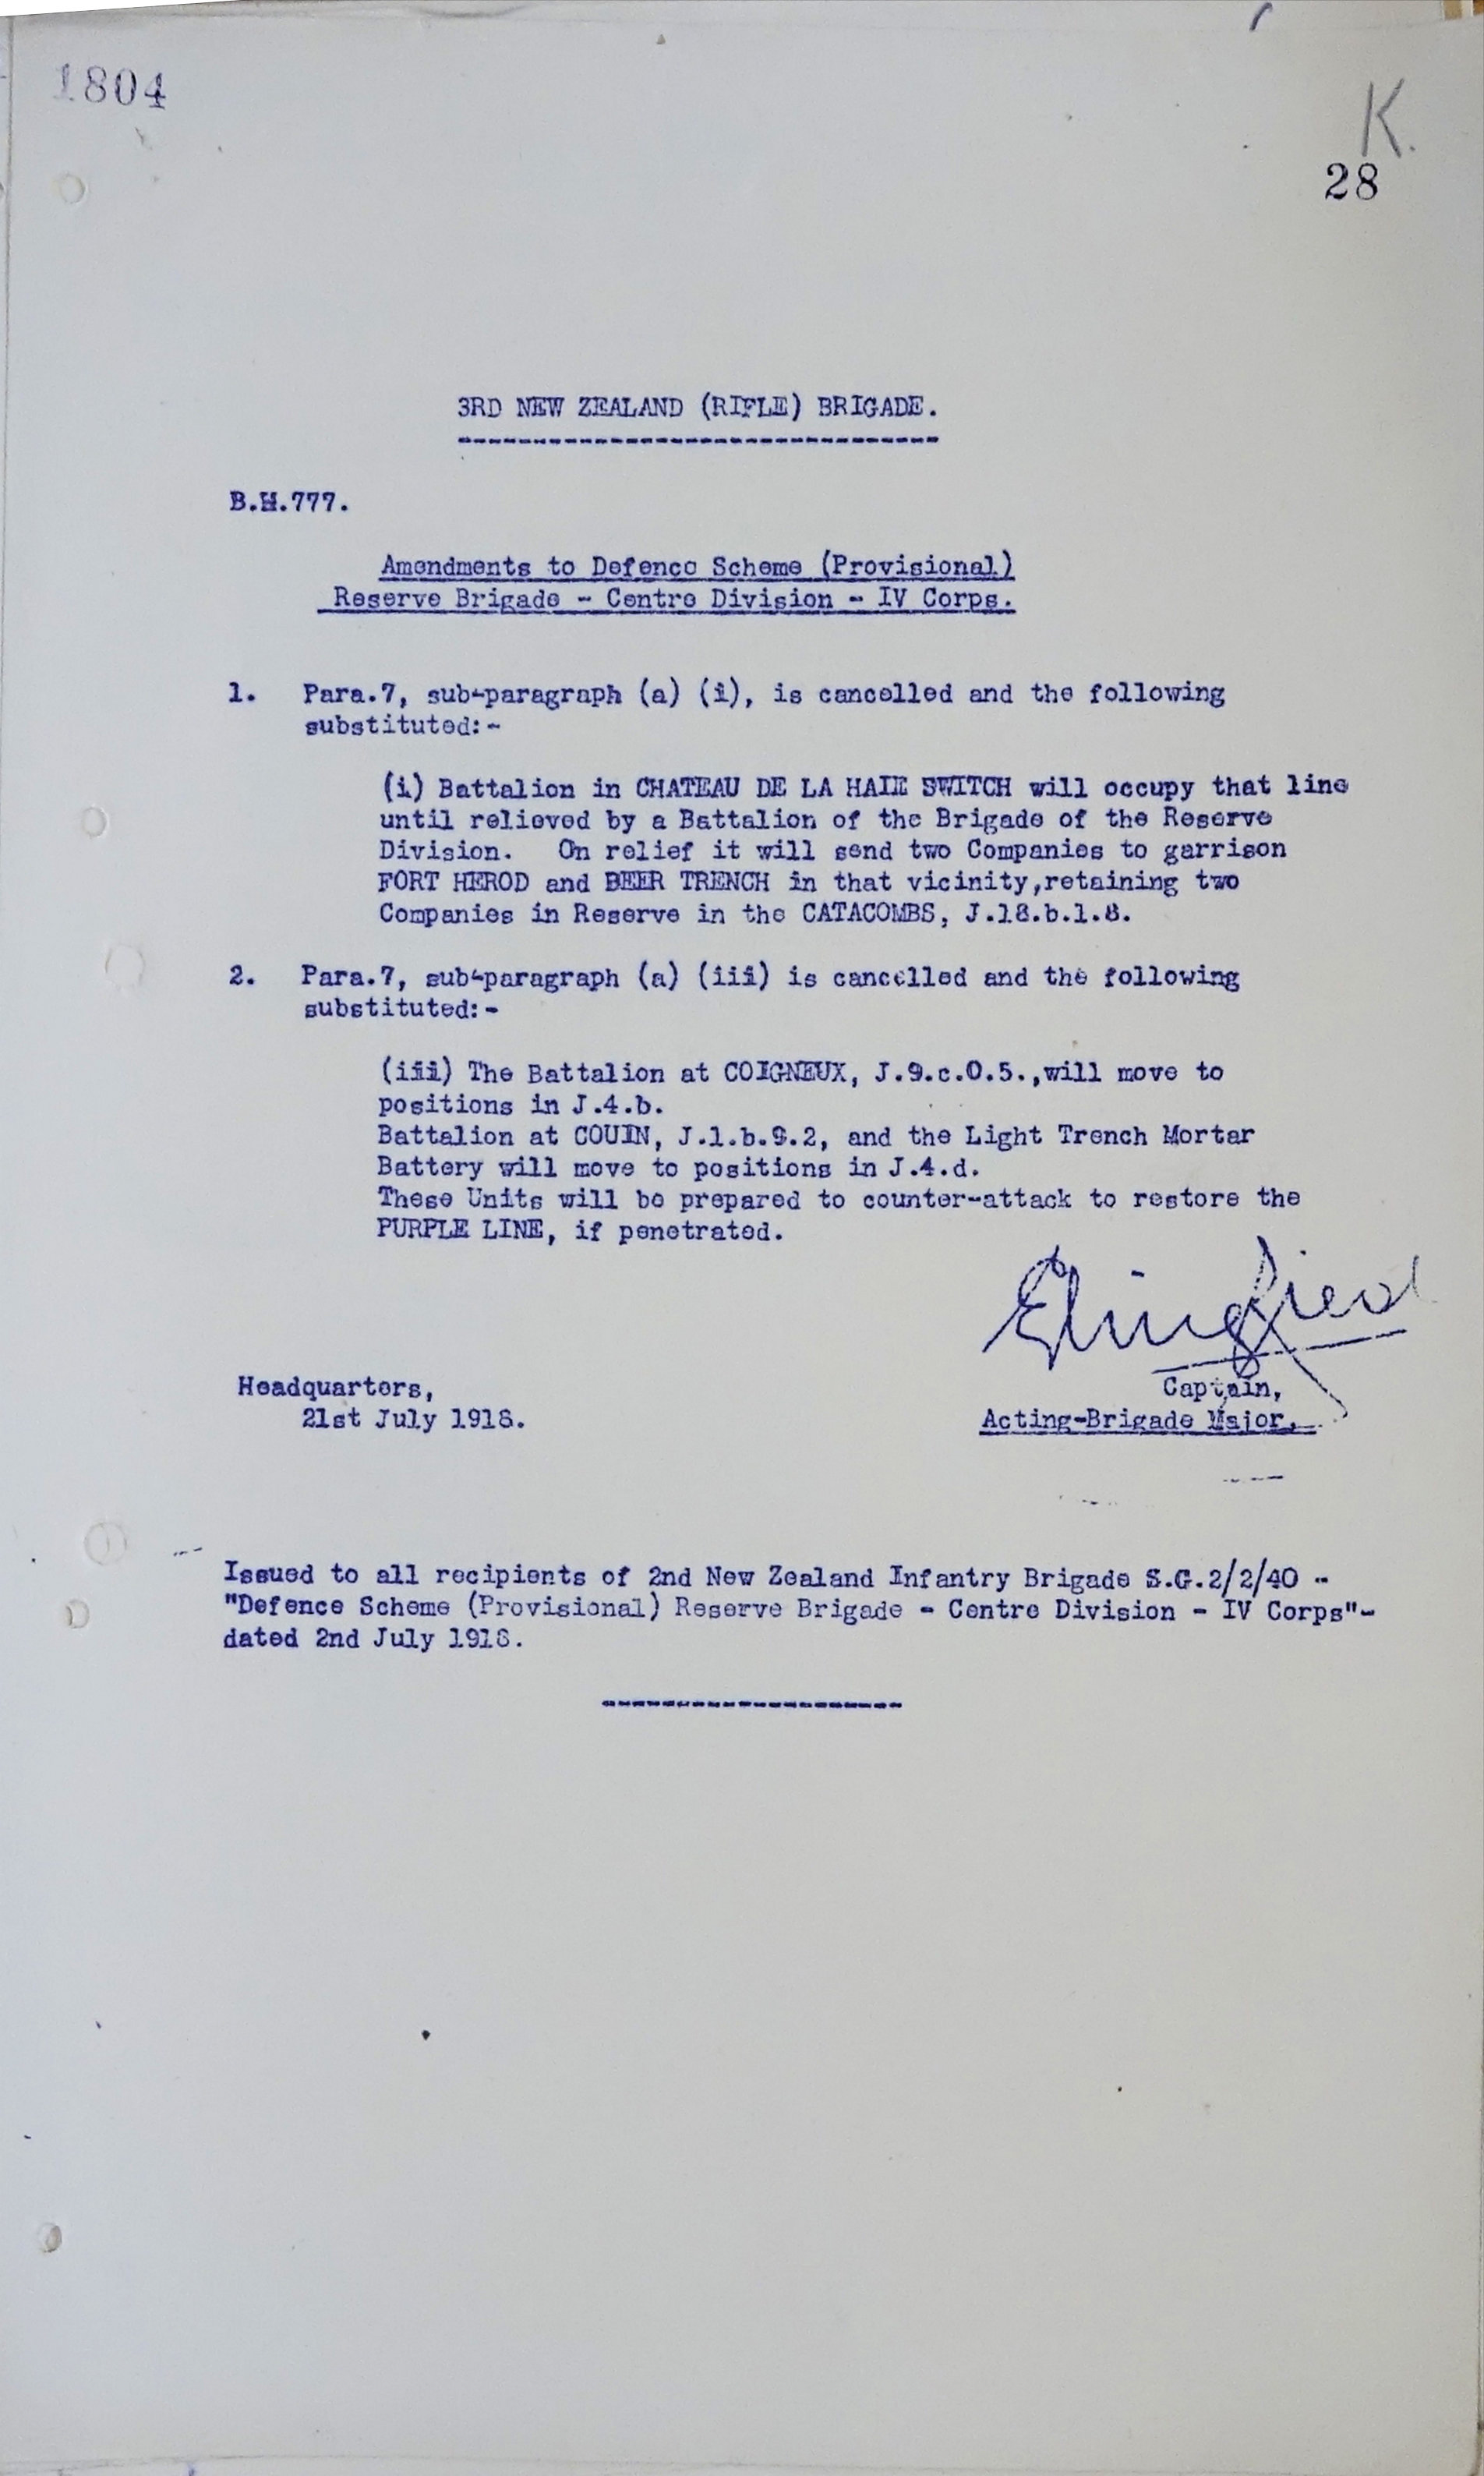 1804
K.
28
3RD NEW ZEALAND (RIFLE) BRIGADE.
B.H.777.
Amendments to Defence Scheme (Provisional)
Reserve Brigade - Centre Division - IV Corps.
1. Para.7, sub-paragraph (a) (i), is cancelled and the following
substituted:-
(i) Battalion in CHATEAU DE LA HAIE SWITCH will occupy that line
until relieved by a Battalion of the Brigade of the Reserve
Division. On relief it will send two Companies to garrison
FORT HEROD and BEER TRENCH in that vicinity,retaining two
Companies in Reserve in the CATACOMBS, J.18.b.1.8.
2. Para.7, sub-paragraph (a) (iii) is cancelled and the following
substituted:-
(iii) The Battalion at COIGNEUX, J.9.c.0.5.,will move to
positions in J.4.b.
Battalion at COUIN, J.1.b.9.2, and the Light Trench Mortar
Battery will move to positions in J.4.d.
These Units will be prepared to counter-attack to restore the
PURPLE LINE, if penetrated.
Headquarters,
21st July 1918.
Captain,
Acting-Brigade Major.
Issued to all recipients of 2nd New Zealand Infantry Brigade S.G.2/2/40 -
"Defence Scheme (Provisional) Reserve Brigade - Centre Division - IV Corps"-
dated 2nd July 1918.